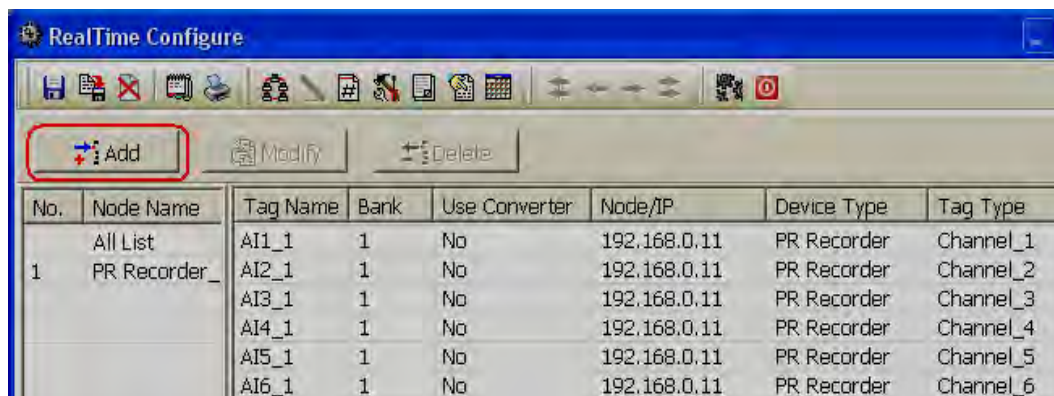 RealTime Configure
Add Modify Delete
No. Node Name Tag Name Bank Use Converter Node/IP Device Type Tag Type
All List AI1_1 1 No 192.168.0.11 PR Recorder Channel_1
1 PR Recorder_ AI2_1 1 No 192.168.0.11 PR Recorder Channel_2
AI3_1 1 No 192.168.0.11 PR Recorder Channel_3
AI4_1 1 No 192.168.0.11 PR Recorder Channel_4
AI5_1 1 No 192.168.0.11 PR Recorder Channel_5
AI6_1 1 No 192.168.0.11 PR Recorder Channel_6